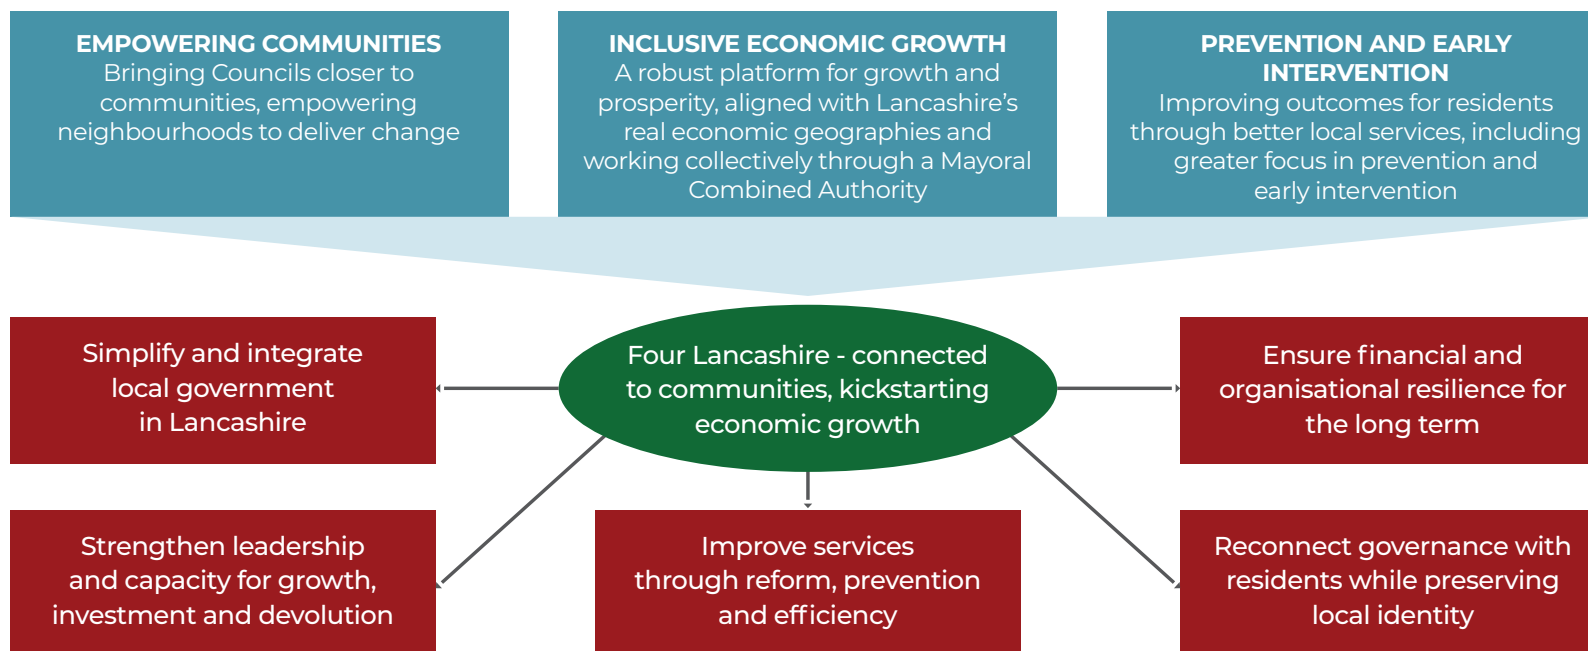 EMPOWERING COMMUNITIES
Bringing Councils closer to
communities, empowering
neighbourhoods to deliver change
INCLUSIVE ECONOMIC GROWTH
A robust platform for growth and
prosperity, aligned with Lancashire’s
real economic geographies and
working collectively through a Mayoral
Combined Authority
PREVENTION AND EARLY
INTERVENTION
Improving outcomes for residents
through better local services, including
greater focus in prevention and
early intervention
Simplify and integrate
local government
in Lancashire
Four Lancashire - connected
to communities, kickstarting
economic growth
Ensure financial and
organisational resilience for
the long term
Strengthen leadership
and capacity for growth,
investment and devolution
Improve services
through reform, prevention
and efficiency
Reconnect governance with
residents while preserving
local identity